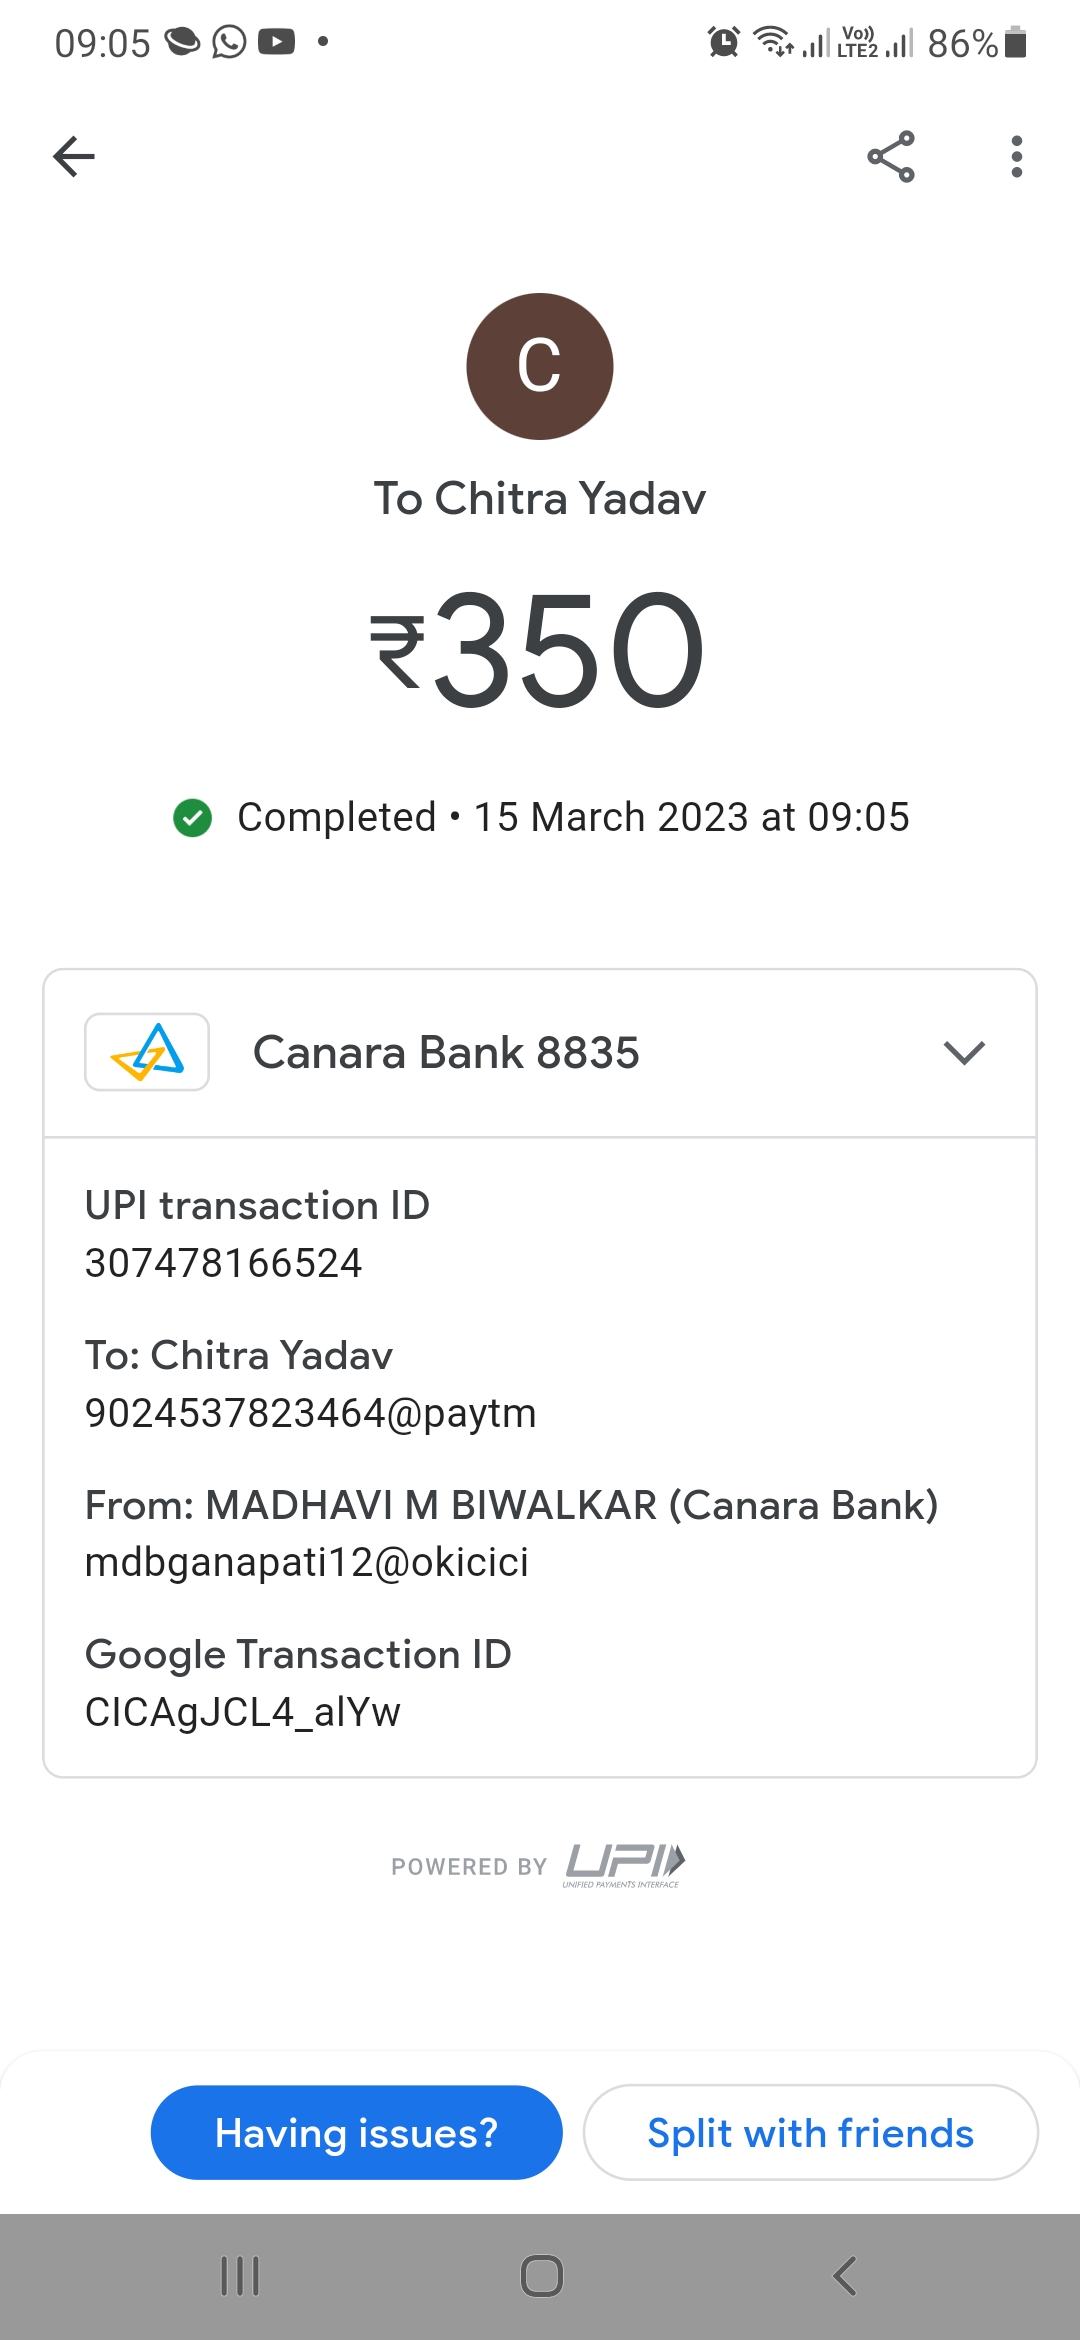 09:05 Vo)) LTE2 86%
C
To Chitra Yadav
₹350
Completed • 15 March 2023 at 09:05
Canara Bank 8835
UPI transaction ID
307478166524
To: Chitra Yadav
9024537823464@paytm
From: MADHAVI M BIWALKAR (Canara Bank)
mdbganapati12@okicici
Google Transaction ID
CICAgJCL4_alYw
POWERED BY UPI
UNIFIED PAYMENTS INTERFACE
Having issues? Split with friends